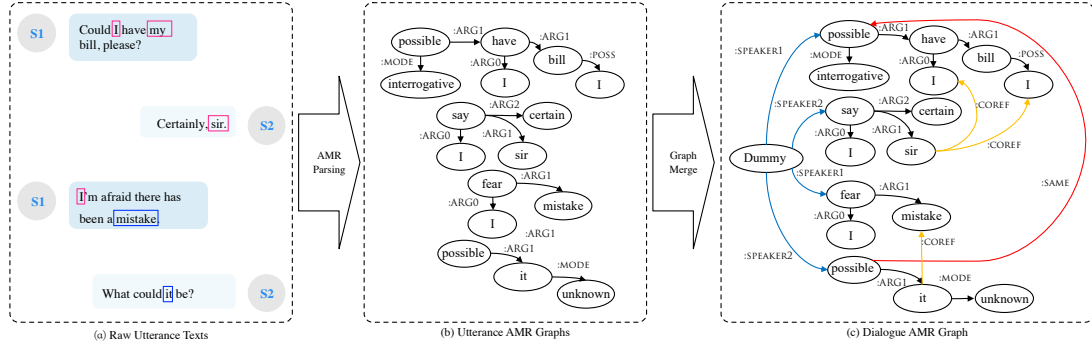 S1
Could I have my
bill, please?
Certainly, sir.
S2
S1
I'm afraid there has
been a mistake.
What could it be?
S2
(a) Raw Utterance Texts
AMR
Parsing
possible
:ARG1
have
:ARG1
bill
:POSS
I
:MODE
interrogative
:ARG0
I
say
:ARG2
certain
:ARG0
I
:ARG1
sir
fear
:ARG1
mistake
:ARG0
I
possible
:ARG1
it
:MODE
unknown
(b) Utterance AMR Graphs
Graph
Merge
Dummy
:SPEAKER1
possible
:ARG1
have
:ARG1
bill
:POSS
I
:MODE
interrogative
:ARG0
I
:SPEAKER2
say
:ARG2
certain
:ARG0
I
:ARG1
sir
:COREF
:COREF
:SAME
:SPEAKER1
fear
:ARG1
mistake
:ARG0
I
:COREF
:SPEAKER2
possible
:ARG1
it
:MODE
unknown
(c) Dialogue AMR Graph